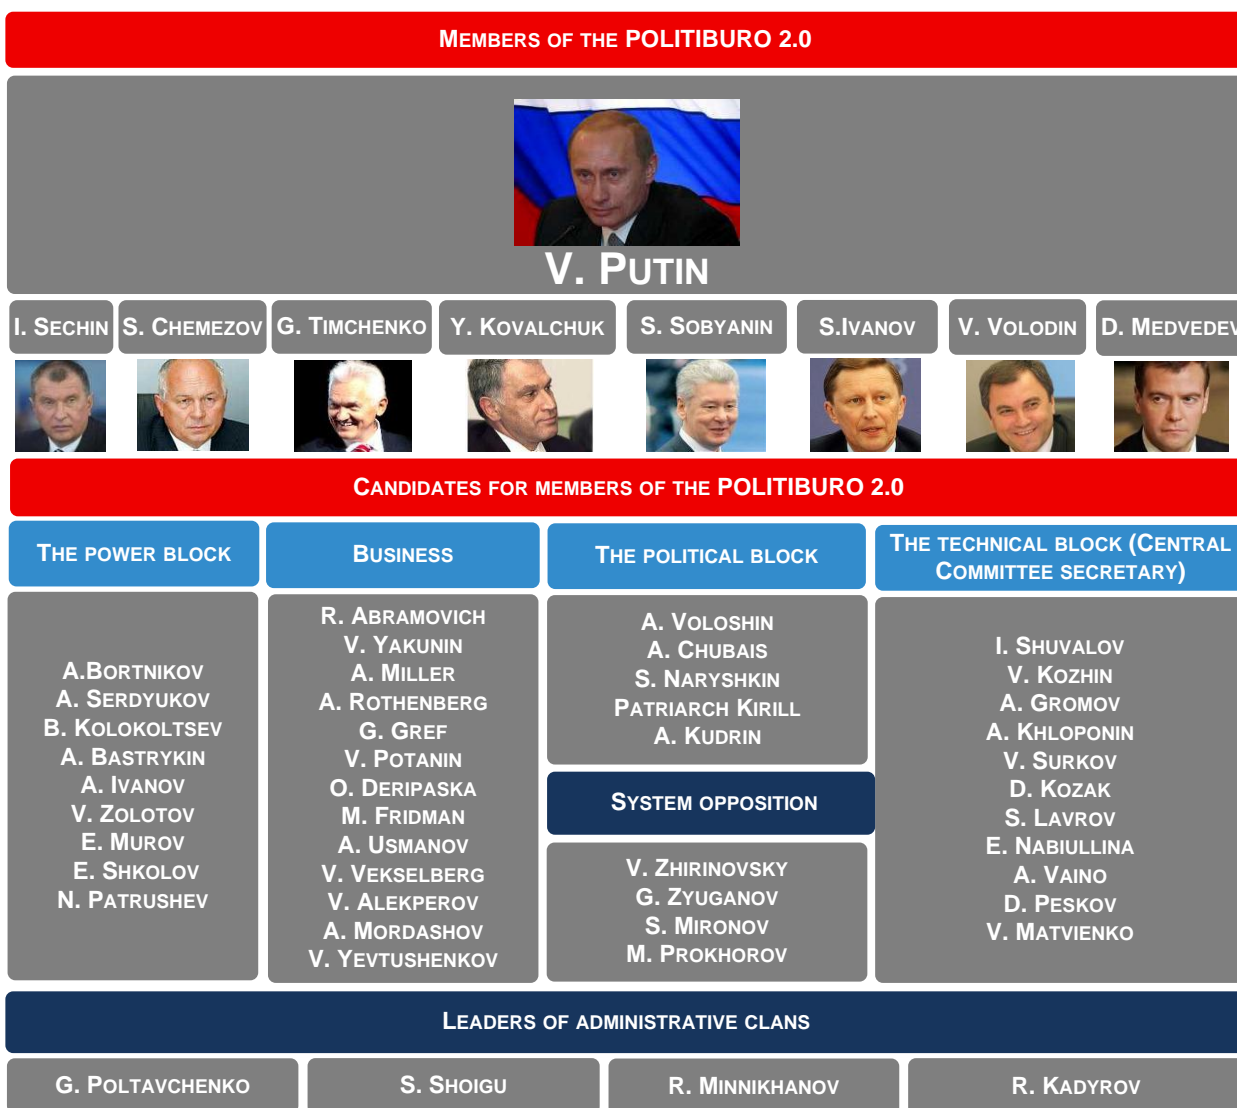 MEMBERS OF THE POLITIBURO 2.0
V. PUTIN
I. SECHIN
S. CHEMEZOV
G. TIMCHENKO
Y. KOVALCHUK
S. SOBYANIN
S.IVANOV
V. VOLODIN
D. MEDVEDEV
CANDIDATES FOR MEMBERS OF THE POLITIBURO 2.0
THE POWER BLOCK
A.BORTNIKOV
A. SERDYUKOV
B. KOLOKOLTSEV
A. BASTRYKIN
A. IVANOV
V. ZOLOTOV
E. MUROV
E. SHKOLOV
N. PATRUSHEV
BUSINESS
R. ABRAMOVICH
V. YAKUNIN
A. MILLER
A. ROTHENBERG
G. GREF
V. POTANIN
O. DERIPASKA
M. FRIDMAN
A. USMANOV
V. VEKSELBERG
V. ALEKPEROV
A. MORDASHOV
V. YEVTUSHENKOV
THE POLITICAL BLOCK
A. VOLOSHIN
A. CHUBAIS
S. NARYSHKIN
PATRIARCH KIRILL
A. KUDRIN
SYSTEM OPPOSITION
V. ZHIRINOVSKY
G. ZYUGANOV
S. MIRONOV
M. PROKHOROV
THE TECHNICAL BLOCK (CENTRAL
COMMITTEE SECRETARY)
I. SHUVALOV
V. KOZHIN
A. GROMOV
A. KHLOPONIN
V. SURKOV
D. KOZAK
S. LAVROV
E. NABIULLINA
A. VAINO
D. PESKOV
V. MATVIENKO
LEADERS OF ADMINISTRATIVE CLANS
G. POLTAVCHENKO
S. SHOIGU
R. MINNIKHANOV
R. KADYROV